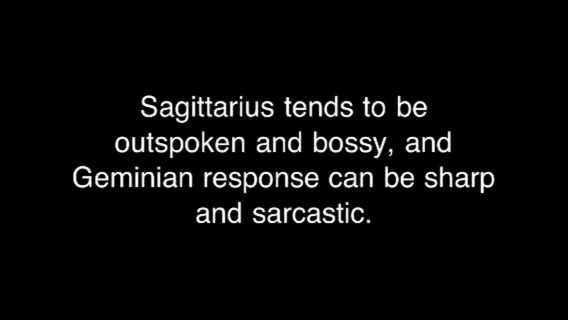 Sagittarius tends to be
outspoken and bossy, and
Geminian response can be sharp
and sarcastic.